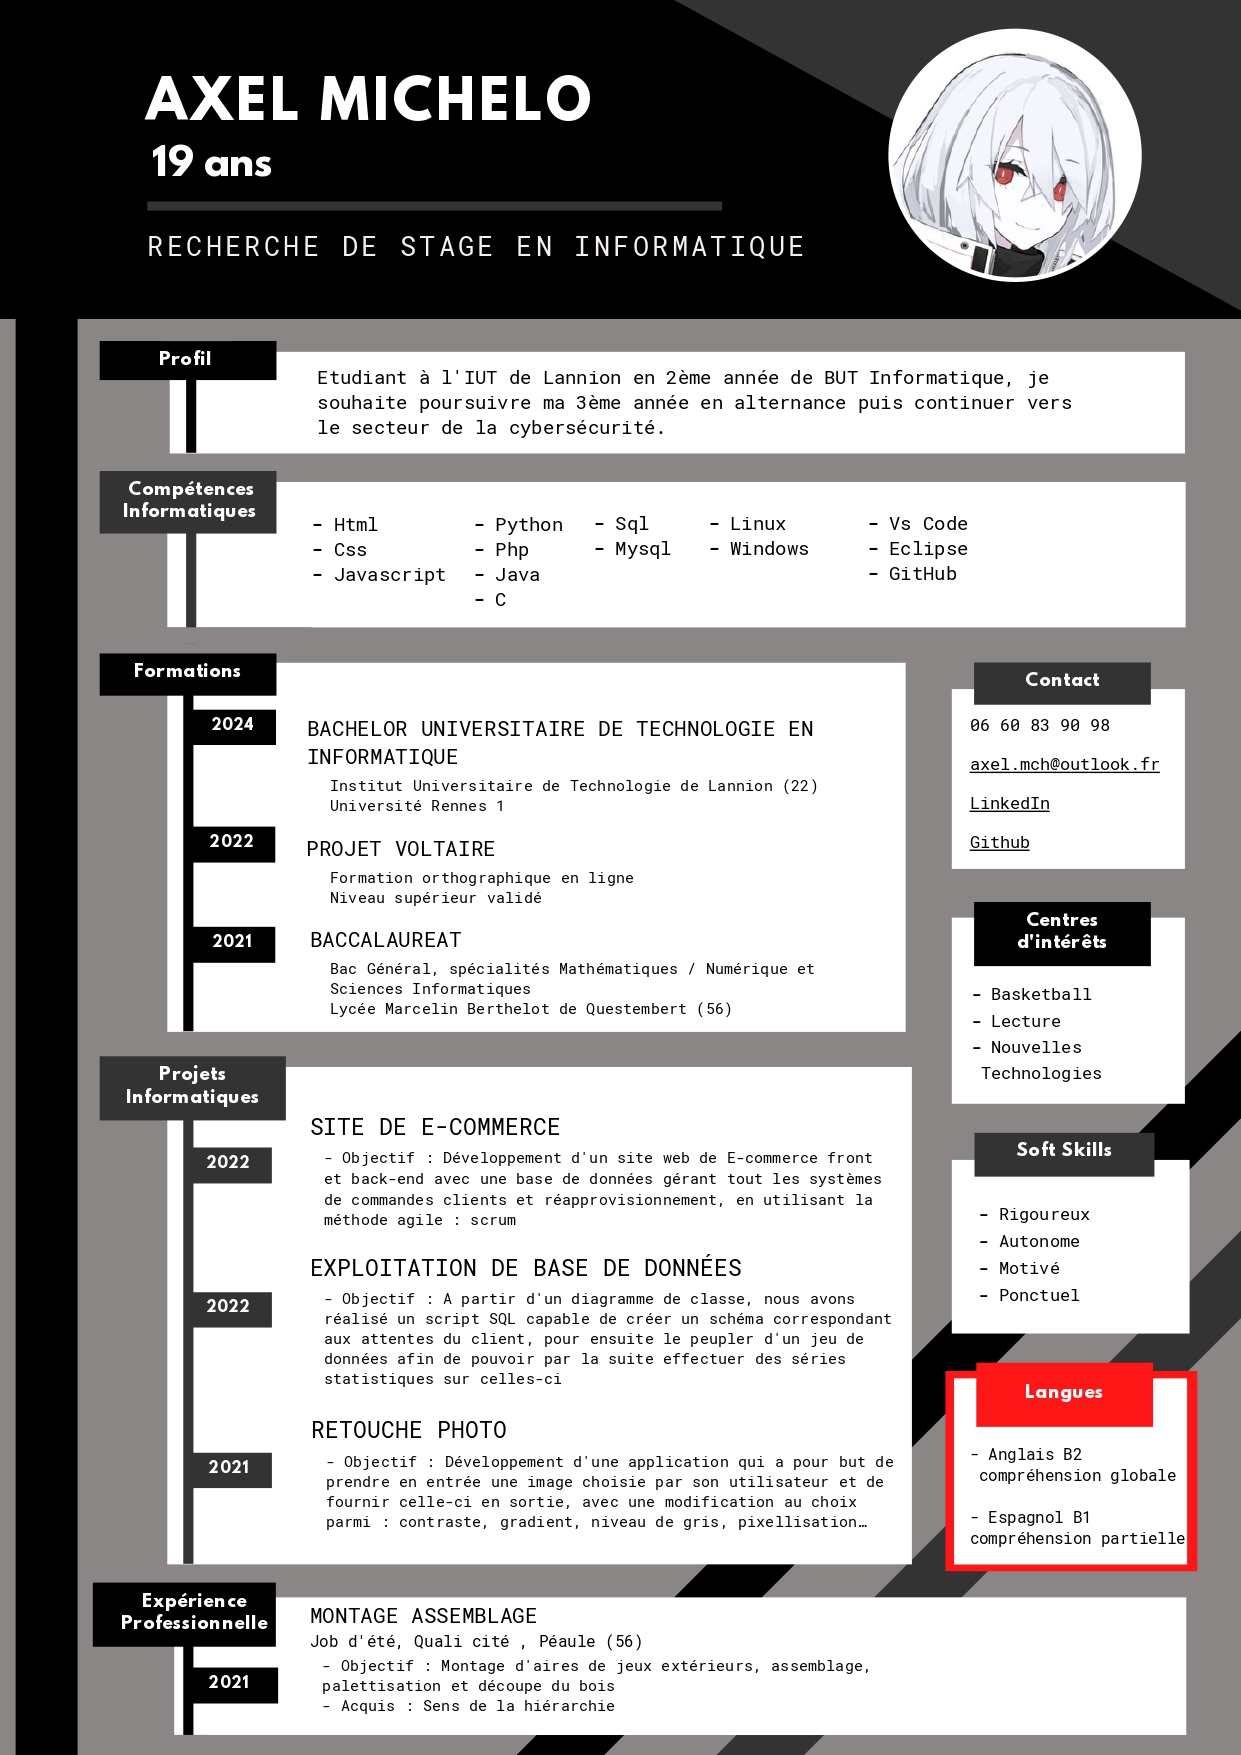 AXEL MICHELO
19 ans
RECHERCHE DE STAGE EN INFORMATIQUE
Profil
Etudiant à l'IUT de Lannion en 2ème année de BUT Informatique, je
souhaite poursuivre ma 3ème année en alternance puis continuer vers
le secteur de la cybersécurité.
Compétences
Informatiques
- Html
- Css
- Javascript
- Python
- Php
- Java
- C
- Sql
- Mysql
- Linux
- Windows
- Vs Code
- Eclipse
- GitHub
Formations
2024
BACHELOR UNIVERSITAIRE DE TECHNOLOGIE EN
INFORMATIQUE
Institut Universitaire de Technologie de Lannion (22)
Université Rennes 1
2022
PROJET VOLTAIRE
Formation orthographique en ligne
Niveau supérieur validé
2021
BACCALAUREAT
Bac Général, spécialités Mathématiques / Numérique et
Sciences Informatiques
Lycée Marcelin Berthelot de Questembert (56)
Contact
06 60 83 90 98
axel.mch@outlook.fr
LinkedIn
Github
Centres
d'intérêts
- Basketball
- Lecture
- Nouvelles
Technologies
Projets
Informatiques
2022
SITE DE E-COMMERCE
- Objectif : Développement d'un site web de E-commerce front
et back-end avec une base de données gérant tout les systèmes
de commandes clients et réapprovisionnement, en utilisant la
méthode agile : scrum
2022
EXPLOITATION DE BASE DE DONNÉES
- Objectif : A partir d'un diagramme de classe, nous avons
réalisé un script SQL capable de créer un schéma correspondant
aux attentes du client, pour ensuite le peupler d'un jeu de
données afin de pouvoir par la suite effectuer des séries
statistiques sur celles-ci
2021
RETOUCHE PHOTO
- Objectif : Développement d'une application qui a pour but de
prendre en entrée une image choisie par son utilisateur et de
fournir celle-ci en sortie, avec une modification au choix
parmi : contraste, gradient, niveau de gris, pixellisation…
Soft Skills
- Rigoureux
- Autonome
- Motivé
- Ponctuel
Langues
- Anglais B2
compréhension globale
- Espagnol B1
compréhension partielle
Expérience
Professionnelle
2021
MONTAGE ASSEMBLAGE
Job d'été, Quali cité , Péaule (56)
- Objectif : Montage d'aires de jeux extérieurs, assemblage,
palettisation et découpe du bois
- Acquis : Sens de la hiérarchie